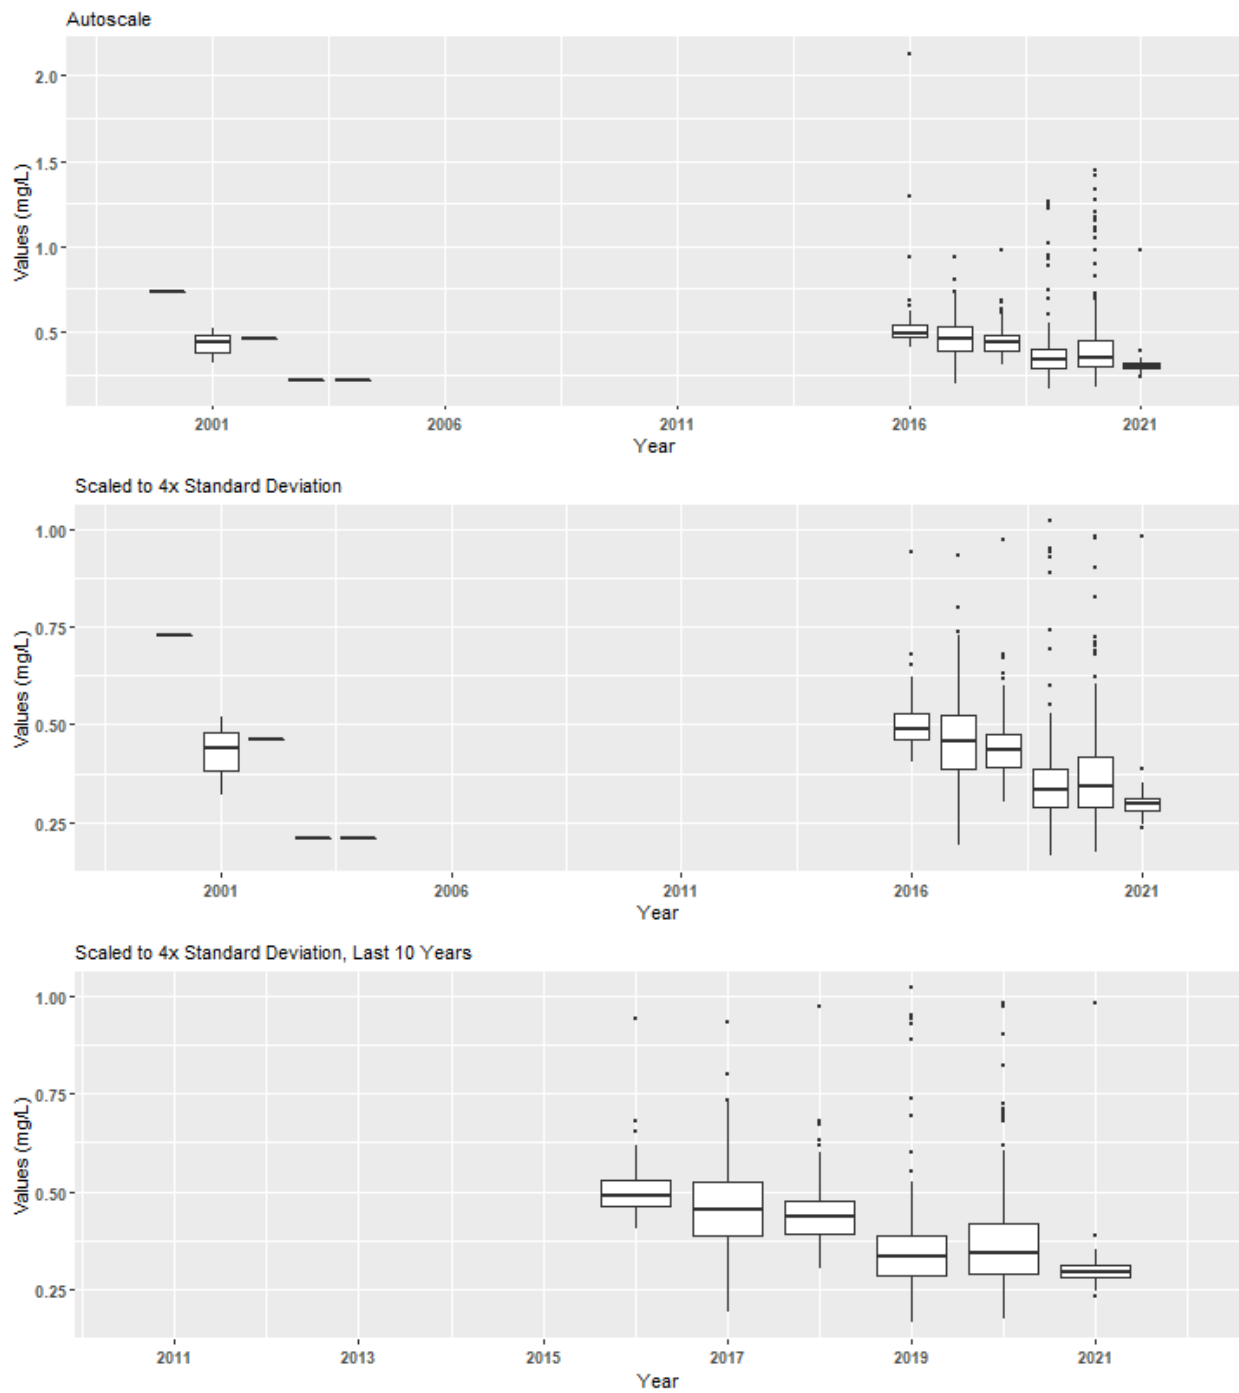 Autoscale
2.0
1.5
1.0
0.5
Values (mg/L)
2001 2006 2011 2016 2021
Year
Scaled to 4x Standard Deviation
1.00
0.75
0.50
0.25
Values (mg/L)
2001 2006 2011 2016 2021
Year
Scaled to 4x Standard Deviation, Last 10 Years
1.00
0.75
0.50
0.25
Values (mg/L)
2011 2013 2015 2017 2019 2021
Year